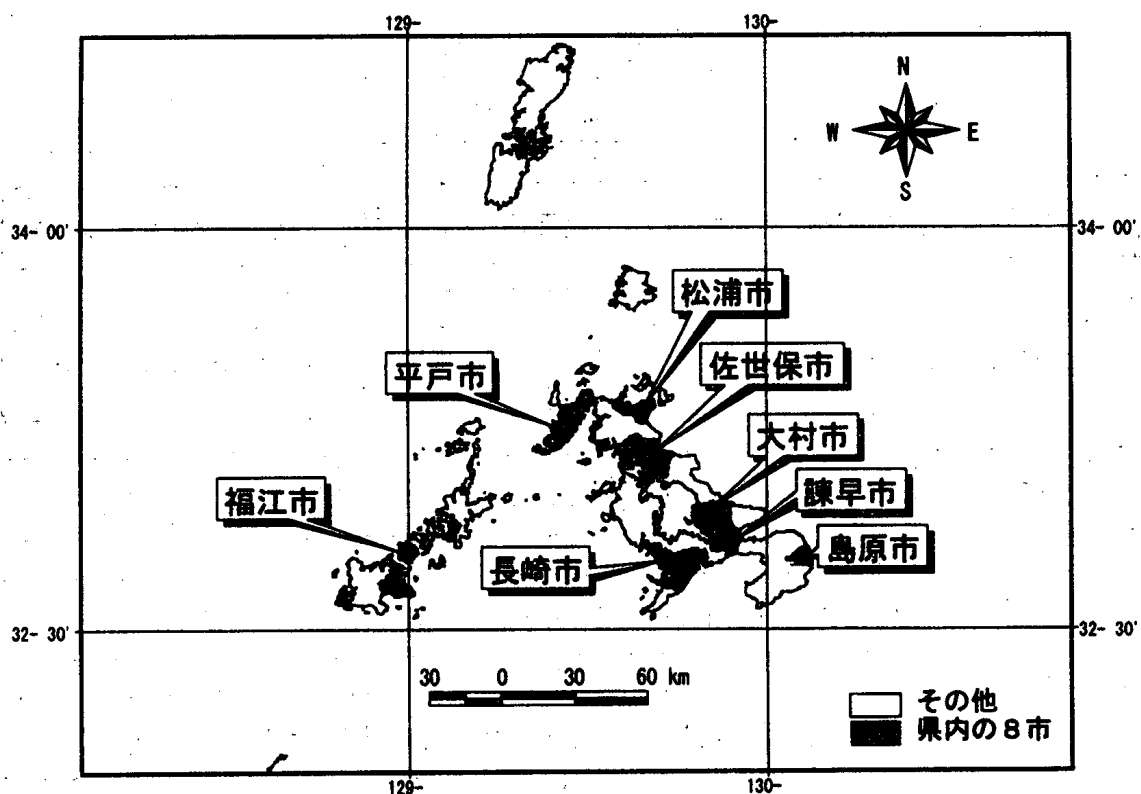 129-
130-
N
W
E
S
34- 00'
34- 00'
松浦市
佐世保市
平戸市
大村市
諫早市
福江市
島原市
長崎市
32- 30'
32- 30'
30 0 30 60 km
その他
県内の8市
129-
130-